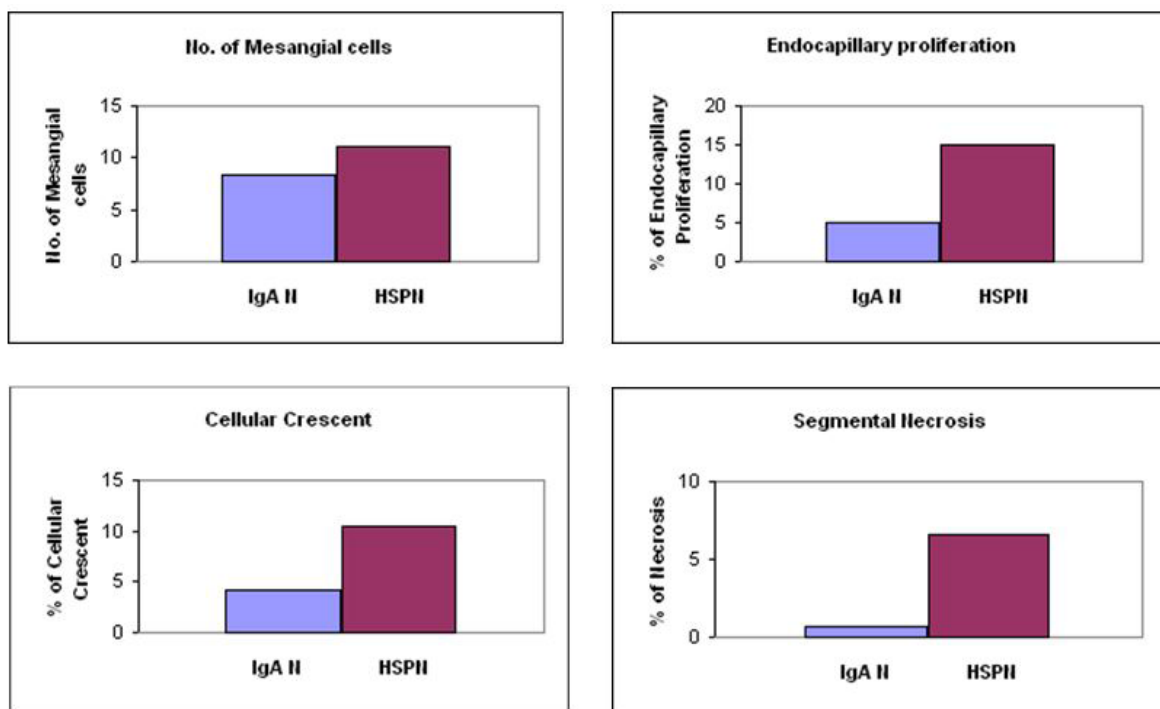 No. of Mesangial cells
No. of Mesangial
cells
15
10
5
0
IgA N HSPN
Endocapillary proliferation
% of Endocapillary
Proliferation
20
15
10
5
0
IgA N HSPN
Cellular Crescent
% of Cellular
Crescent
15
10
5
0
IgA N HSPN
Segmental Necrosis
% of Necrosis
10
5
0
IgA N HSPN